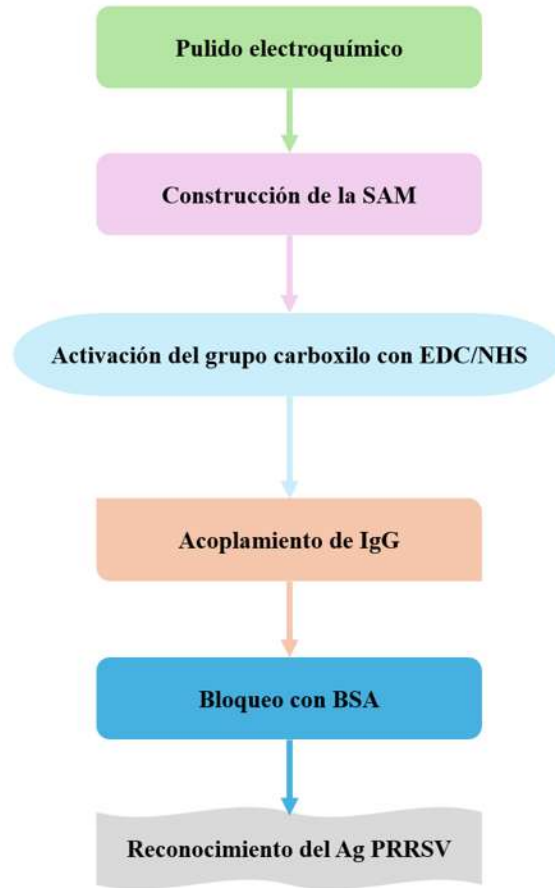 Pulido electroquímico
Construcción de la SAM
Activación del grupo carboxilo con EDC/NHS
Acoplamiento de IgG
Bloqueo con BSA
Reconocimiento del Ag PRRSV